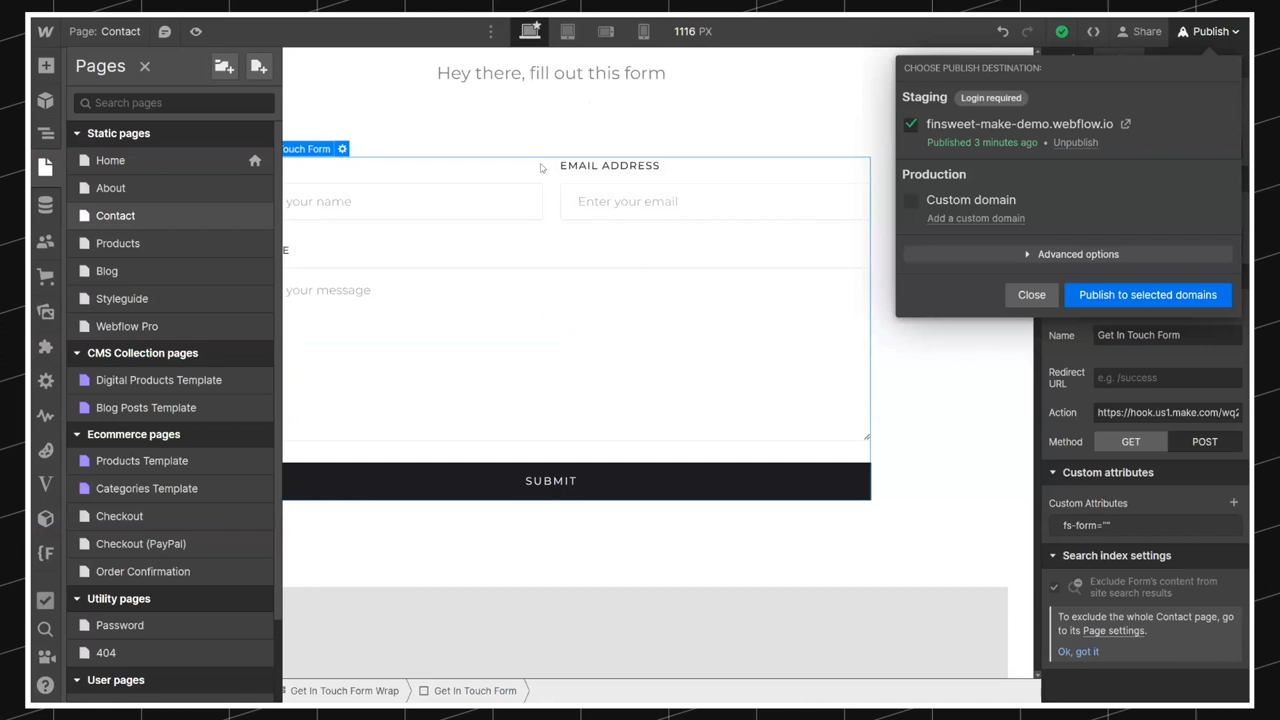 Page: Contact
1116 PX
Share
Publish
Pages
Search pages
Static pages
Home
About
Contact
Products
Blog
Styleguide
Webflow Pro
CMS Collection pages
Digital Products Template
Blog Posts Template
Ecommerce pages
Products Template
Categories Template
Checkout
Checkout (PayPal)
Order Confirmation
Utility pages
Password
404
User pages
Hey there, fill out this form
Touch Form
EMAIL ADDRESS
your name
Enter your email
E
your message
SUBMIT
Get In Touch Form Wrap
Get In Touch Form
CHOOSE PUBLISH DESTINATION:
Staging
Login required
finsweet-make-demo.webflow.io
Published 3 minutes ago • Unpublish
Production
Custom domain
Add a custom domain
Advanced options
Close
Publish to selected domains
Name
Get In Touch Form
Redirect URL
e.g. /success
Action
https://hook.us1.make.com/wq2
Method
GET
POST
Custom attributes
Custom Attributes
fs-form=""
Search index settings
Exclude Form's content from
site search results
To exclude the whole Contact page, go
to its Page settings.
Ok, got it